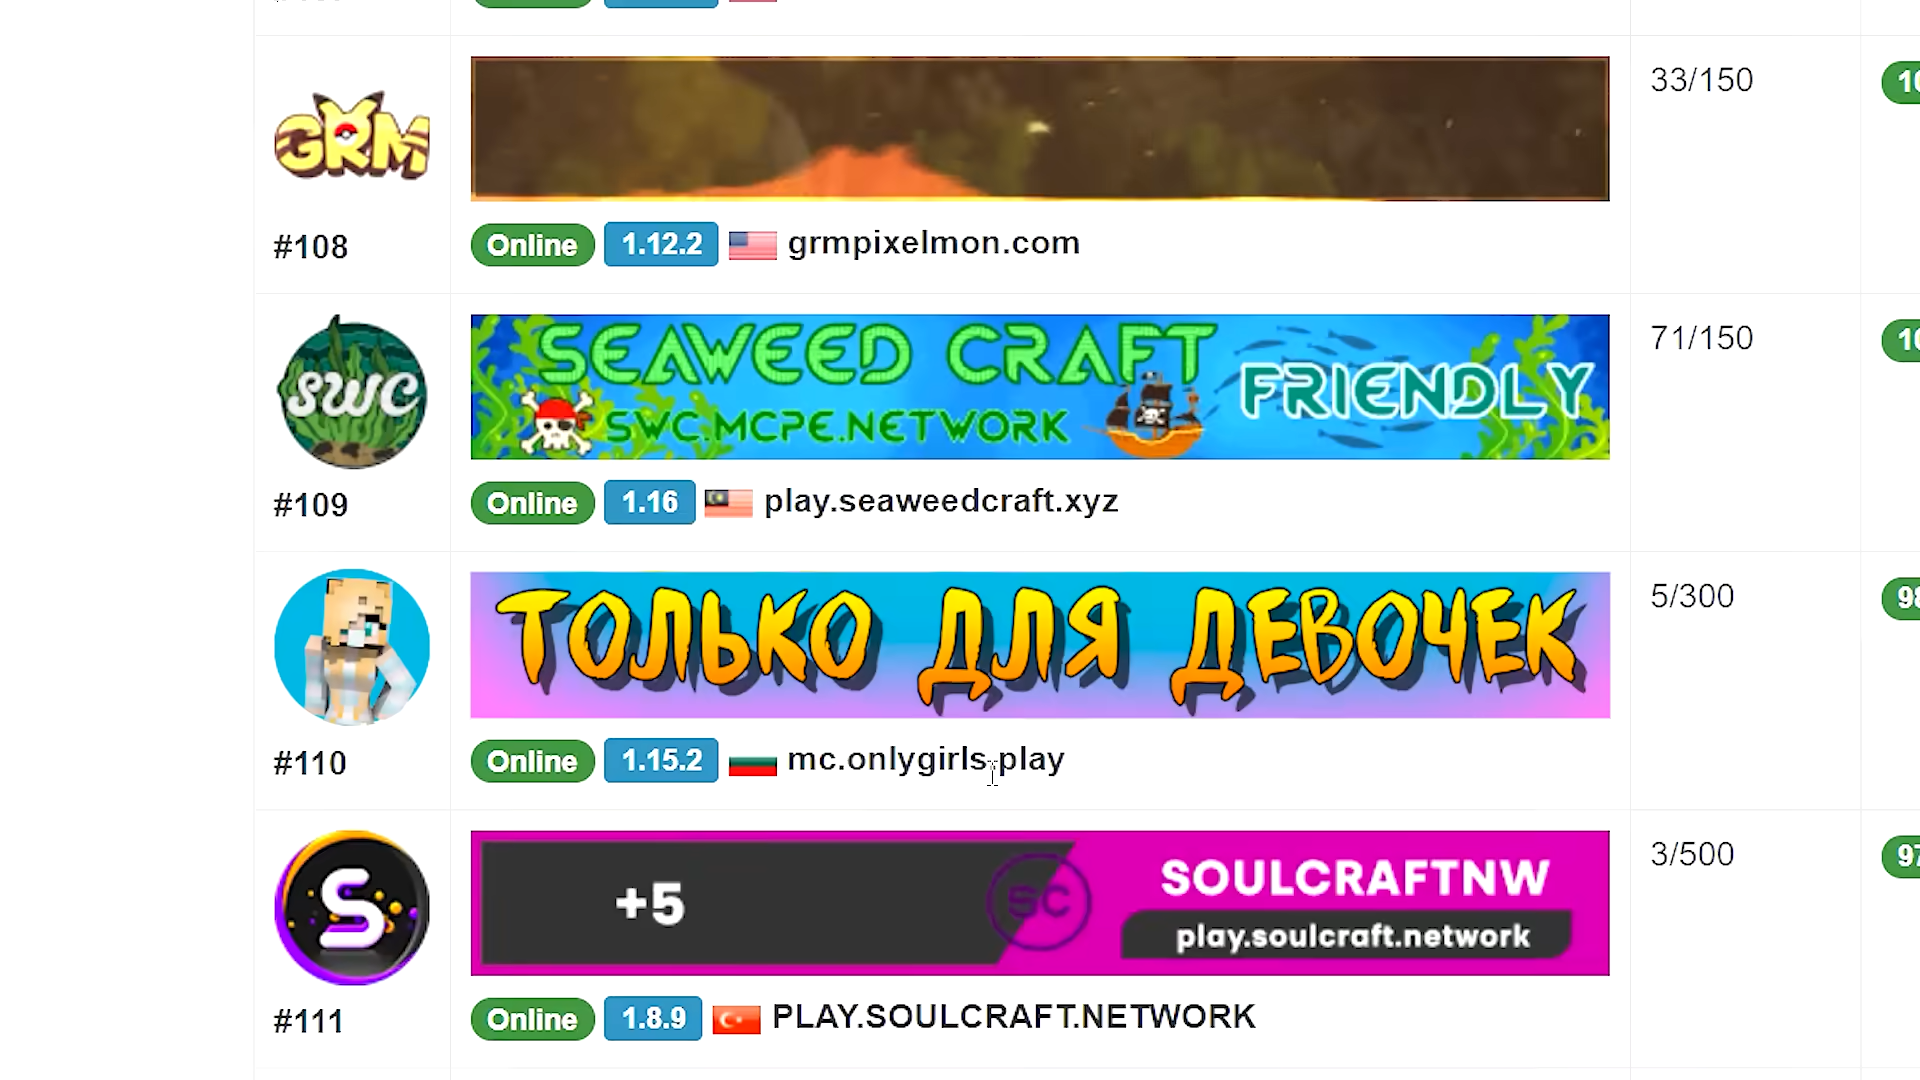 33/150
GRM
#108
Online 1.12.2 grmpixelmon.com
SEAWEED CRAFT
FRIENDLY
SWC.MCPE.NETWORK
71/150
SWC
#109
Online 1.16 play.seaweedcraft.xyz
ТОЛЬКО ДЛЯ ДЕВОЧЕК
5/300
#110
Online 1.15.2 mc.onlygirls.play
+5
SC
SOULCRAFTNW
play.soulcraft.network
3/500
S
#111
Online 1.8.9 PLAY.SOULCRAFT.NETWORK